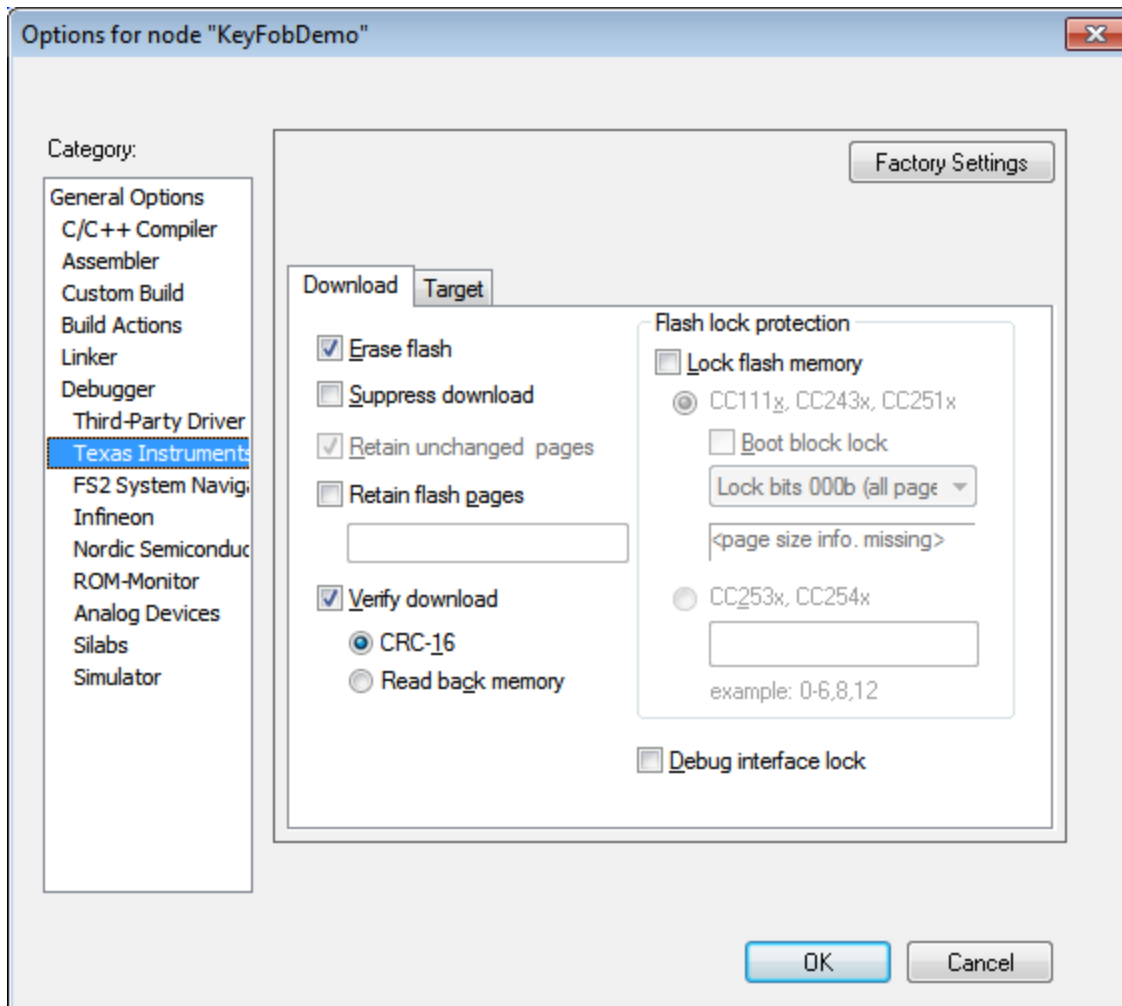 Options for node "KeyFobDemo"
Category:
Factory Settings
General Options
C/C++ Compiler
Assembler
Custom Build
Build Actions
Linker
Debugger
Third-Party Driver
Texas Instruments
FS2 System Naviga
Infineon
Nordic Semiconduc
ROM-Monitor
Analog Devices
Silabs
Simulator
Download
Target
Erase flash
Suppress download
Retain unchanged pages
Retain flash pages
Verify download
CRC-16
Read back memory
Flash lock protection
Lock flash memory
CC111x, CC243x, CC251x
Boot block lock
Lock bits 000b (all page
<page size info. missing>
CC253x, CC254x
example: 0-6,8,12
Debug interface lock
OK
Cancel